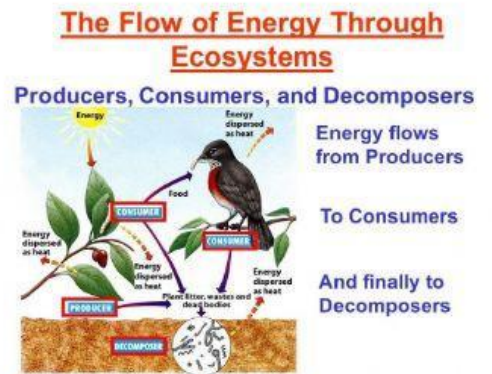 The Flow of Energy Through
Ecosystems
Producers, Consumers, and Decomposers
Energy
Energy
dispersed
as heat
Energy flows
from Producers
Food
CONSUMER
To Consumers
CONSUMER
Energy
dispersed
as heat
Energy
dispersed
as heat
Energy
dispersed
as heat
And finally to
Decomposers
Plant litter, wastes and
dead bodies
PRODUCER
DECOMPOSER